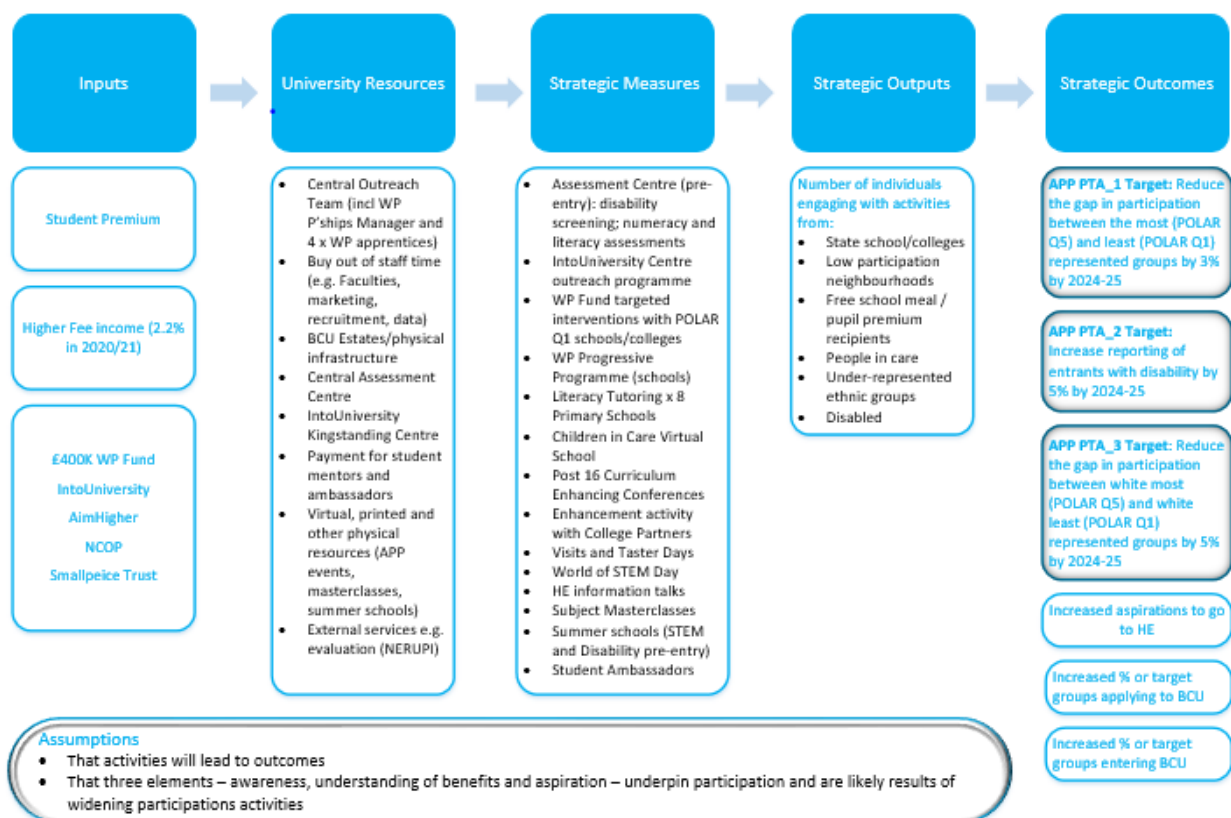 Inputs
University Resources
Strategic Measures
Strategic Outputs
Strategic Outcomes
Student Premium
Higher Fee income (2.2%
in 2020/21)
£400K WP Fund
IntoUniversity
AimHigher
NCOP
Smallpeice Trust
• Central Outreach
Team (incl WP
P'ships Manager and
4 x WP apprentices)
• Buy out of staff time
(e.g. Faculties,
marketing,
recruitment, data)
• BCU Estates/physical
infrastructure
• Central Assessment
Centre
• IntoUniversity
Kingstanding Centre
• Payment for student
mentors and
ambassadors
• Virtual, printed and
other physical
resources (APP
events,
masterclasses,
summer schools)
• External services e.g.
evaluation (NERUPI)
• Assessment Centre (pre-
entry): disability
screening; numeracy and
literacy assessments
• IntoUniversity Centre
outreach programme
• WP Fund targeted
interventions with POLAR
Q1 schools/colleges
• WP Progressive
Programme (schools)
• Literacy Tutoring x 8
Primary Schools
• Children in Care Virtual
School
• Post 16 Curriculum
Enhancing Conferences
• Enhancement activity
with College Partners
• Visits and Taster Days
• World of STEM Day
• HE information talks
• Subject Masterclasses
• Summer schools (STEM
and Disability pre-entry)
• Student Ambassadors
Number of individuals
engaging with activities
from:
• State school/colleges
• Low participation
neighbourhoods
• Free school meal /
pupil premium
recipients
• People in care
• Under-represented
ethnic groups
• Disabled
APP PTA_1 Target: Reduce
the gap in participation
between the most (POLAR
Q5) and least (POLAR Q1)
represented groups by 3%
by 2024-25
APP PTA_2 Target:
Increase reporting of
entrants with disability by
5% by 2024-25
APP PTA_3 Target: Reduce
the gap in participation
between white most
(POLAR Q5) and white
least (POLAR Q1)
represented groups by 5%
by 2024-25
Increased aspirations to go
to HE
Increased % or target
groups applying to BCU
Increased % or target
groups entering BCU
Assumptions
• That activities will lead to outcomes
• That three elements – awareness, understanding of benefits and aspiration – underpin participation and are likely results of
widening participations activities